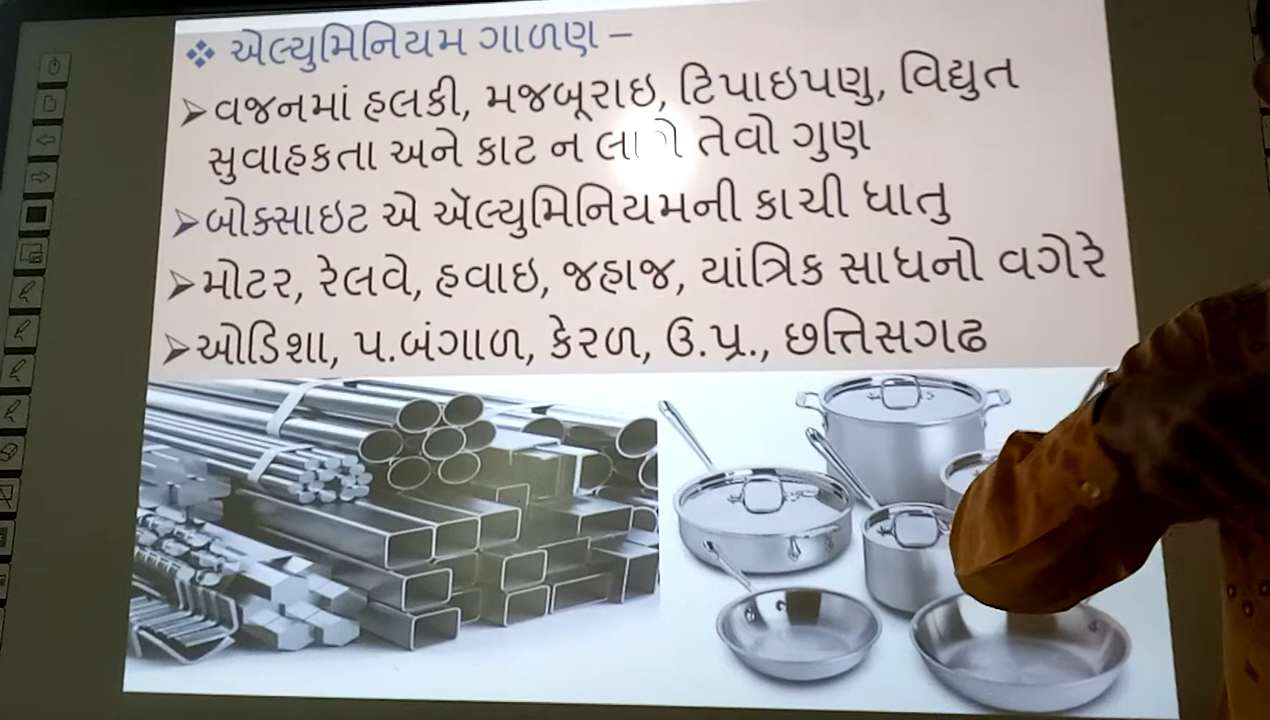 ❖ એલ્યુમિનિયમ ગાળણ –
➢ વજનમાં હલકી, મજબૂરાઇ, ટિપાઇપણુ, વિદ્યુત
સુવાહકતા અને કાટ ન લાગે તેવો ગુણ
➢ બોક્સાઇટ એ ઍલ્યુમિનિયમની કાચી ધાતુ
➢ મોટર, રેલવે, હવાઇ, જહાજ, યાંત્રિક સાધનો વગેરે
➢ ઓડિશા, પ.બંગાળ, કેરળ, ઉ.પ્ર., છત્તિસગઢ